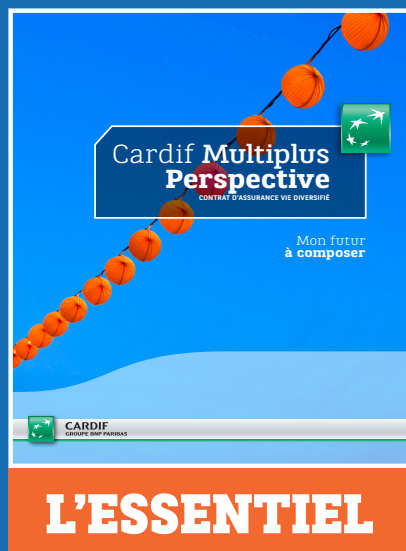 Cardif Multiplus
Perspective
CONTRAT D'ASSURANCE VIE DIVERSIFIÉ
Mon futur
à composer
CARDIF
GROUPE BNP PARIBAS
L'ESSENTIEL